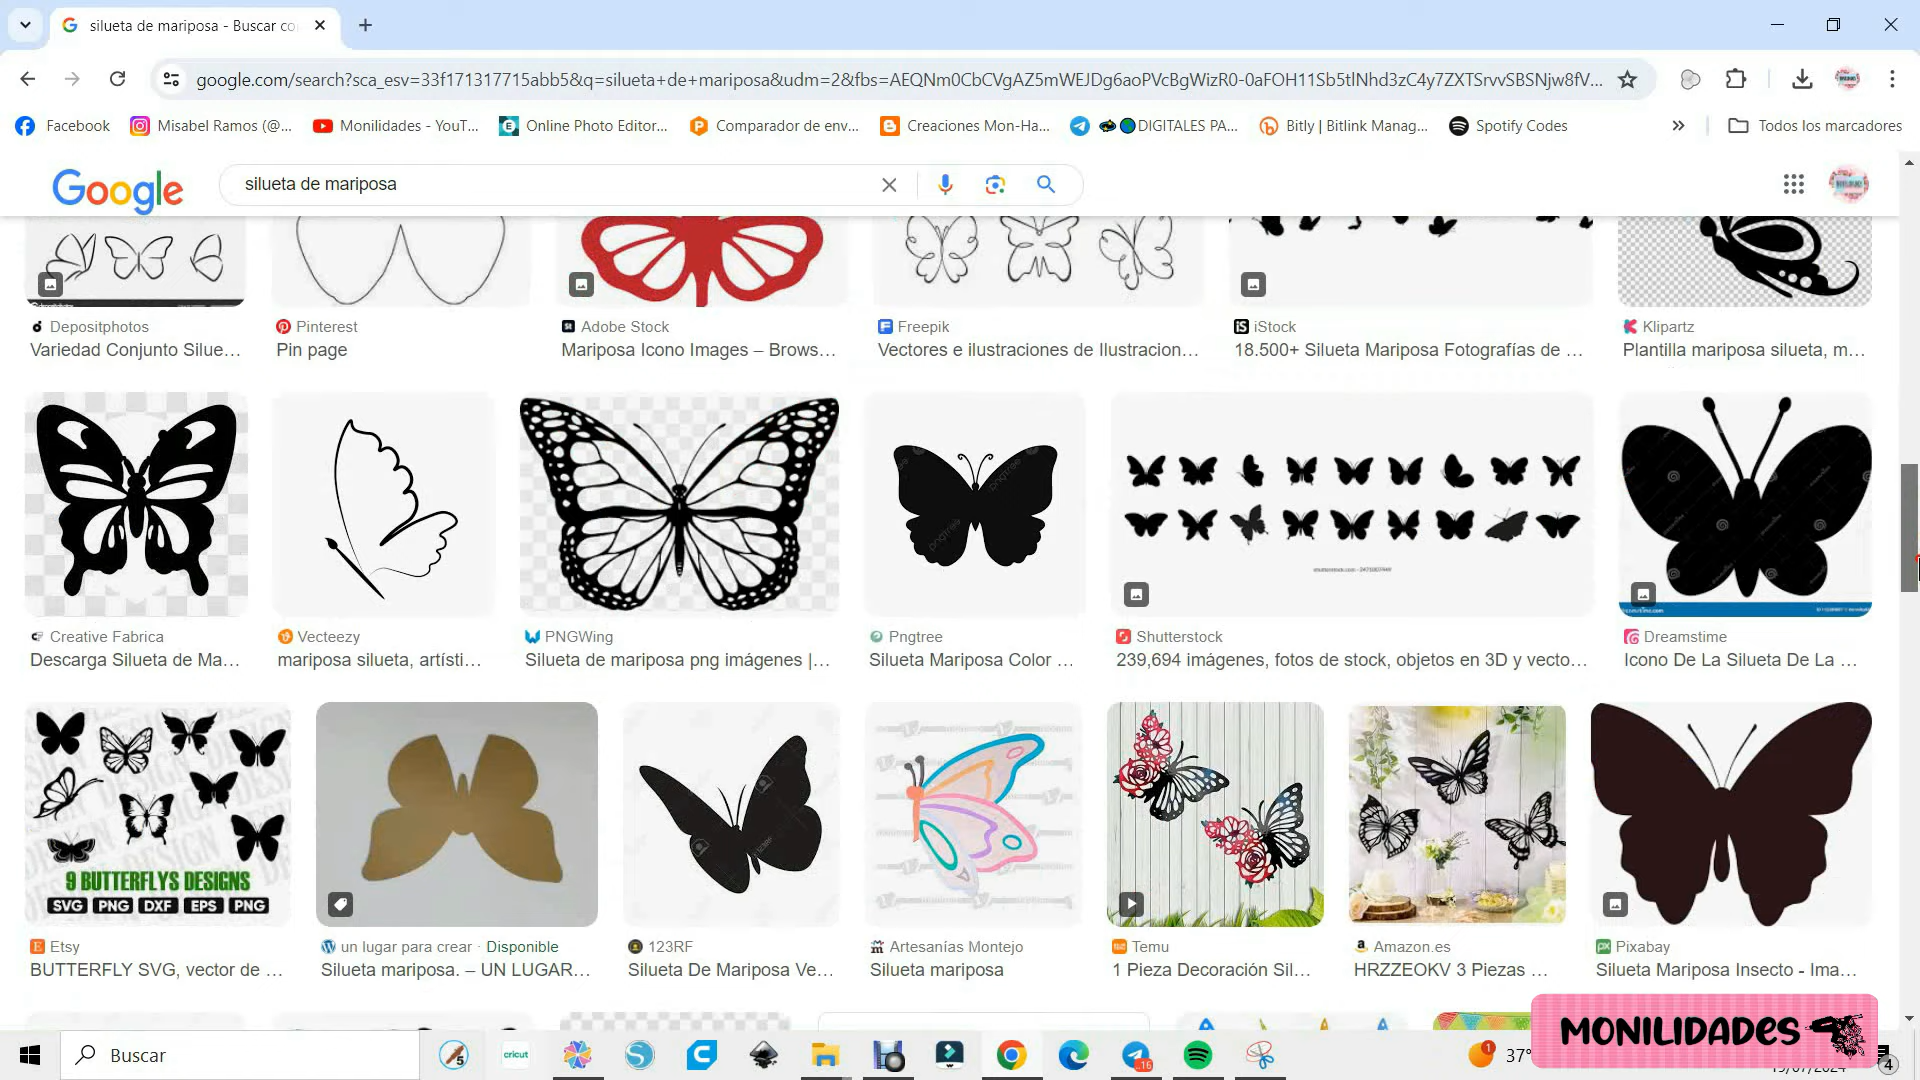 silueta de mariposa - Buscar co
google.com/search?sca_esv=33f171317715abb5&q=silueta+de+mariposa&udm=2&fbs=AEQNm0CbCVgAZ5mWEJDg6aoPVcBgWizR0-0aFOH11Sb5tlNhd3zC4y7ZXTSrvvSBSNjw8fV...
Facebook
Misabel Ramos (@...
Monilidades - YouT...
Online Photo Editor...
Comparador de env...
Creaciones Mon-Ha...
DIGITALES PA...
Bitly | Bitlink Manag...
Spotify Codes
Todos los marcadores
Google
silueta de mariposa
Depositphotos
Variedad Conjunto Silue...
Pinterest
Pin page
Adobe Stock
Mariposa Icono Images – Brows...
Freepik
Vectores e ilustraciones de Ilustracion...
iStock
18.500+ Silueta Mariposa Fotografías de ...
Klipartz
Plantilla mariposa silueta, m...
Creative Fabrica
Descarga Silueta de Ma...
Vecteezy
mariposa silueta, artísti...
PNGWing
Silueta de mariposa png imágenes |...
pngtree
Pngtree
Silueta Mariposa Color ...
Shutterstock
239,694 imágenes, fotos de stock, objetos en 3D y vecto...
Dreamstime
Icono De La Silueta De La ...
9 BUTTERFLYS DESIGNS
SVG PNG DXF EPS PNG
Etsy
BUTTERFLY SVG, vector de ...
un lugar para crear · Disponible
Silueta mariposa. – UN LUGAR...
123RF
Silueta De Mariposa Ve...
Artesanías Montejo
Silueta mariposa
Temu
1 Pieza Decoración Sil...
Amazon.es
HRZZEOKV 3 Piezas ...
Pixabay
Silueta Mariposa Insecto - Ima...
MONILIDADES
Buscar
cricut
..16
1
37°
19/07/2024
4